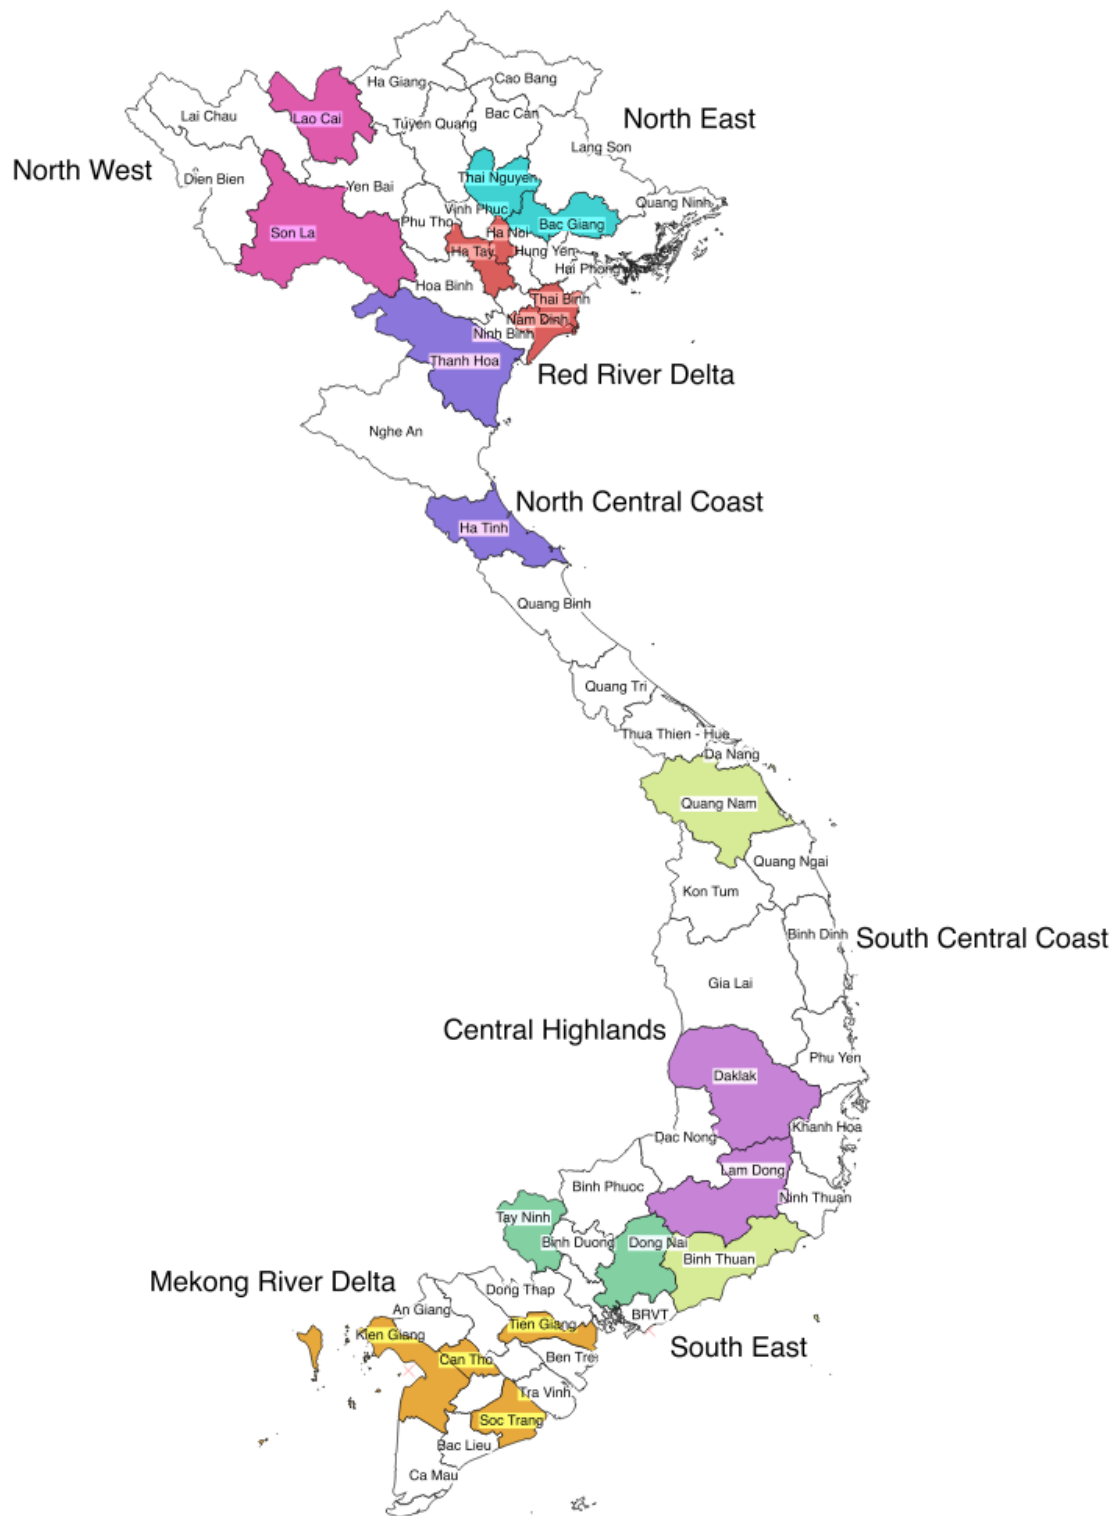 Ha Giang
Cao Bang
Lai Chau
Lao Cai
Tuyen Quang
Bac Can
North East
Lang Son
North West
Dien Bien
Yen Bai
Thai Nguyen
Quang Ninh
Phu Tho
Vinh Phuc
Bac Giang
Son La
Ha Noi
Ha Tay
Hung Yen
Hai Phong
Hoa Binh
Thai Binh
Nam Dinh
Ninh Binh
Thanh Hoa
Red River Delta
Nghe An
North Central Coast
Ha Tinh
Quang Binh
Quang Tri
Thua Thien - Hue
Da Nang
Quang Nam
Quang Ngai
Kon Tum
Binh Dinh
South Central Coast
Gia Lai
Central Highlands
Phu Yen
Daklak
Khanh Hoa
Dac Nong
Lam Dong
Binh Phuoc
Ninh Thuan
Tay Ninh
Binh Duong
Dong Nai
Binh Thuan
Mekong River Delta
Dong Thap
An Giang
BRVT
Tien Giang
Kien Giang
South East
Can Tho
Ben Tre
Tra Vinh
Soc Trang
Bac Lieu
Ca Mau